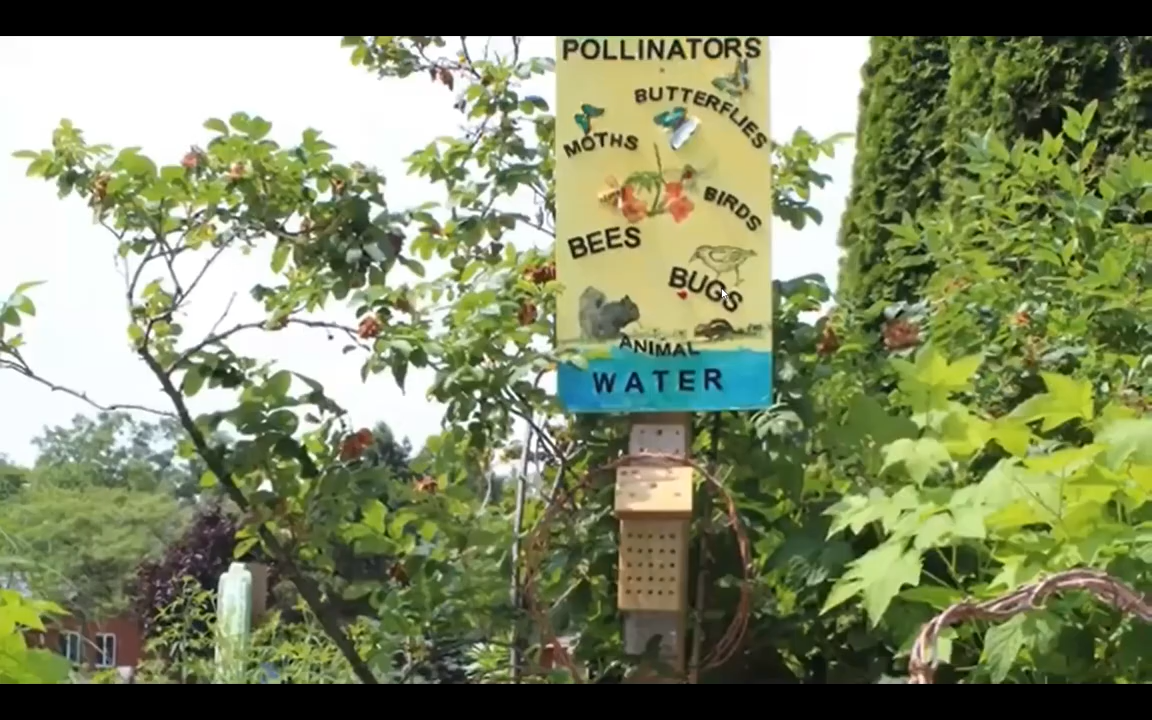 POLLINATORS
BUTTERFLIES
MOTHS
BIRDS
BEES
BUGS
ANIMAL
WATER